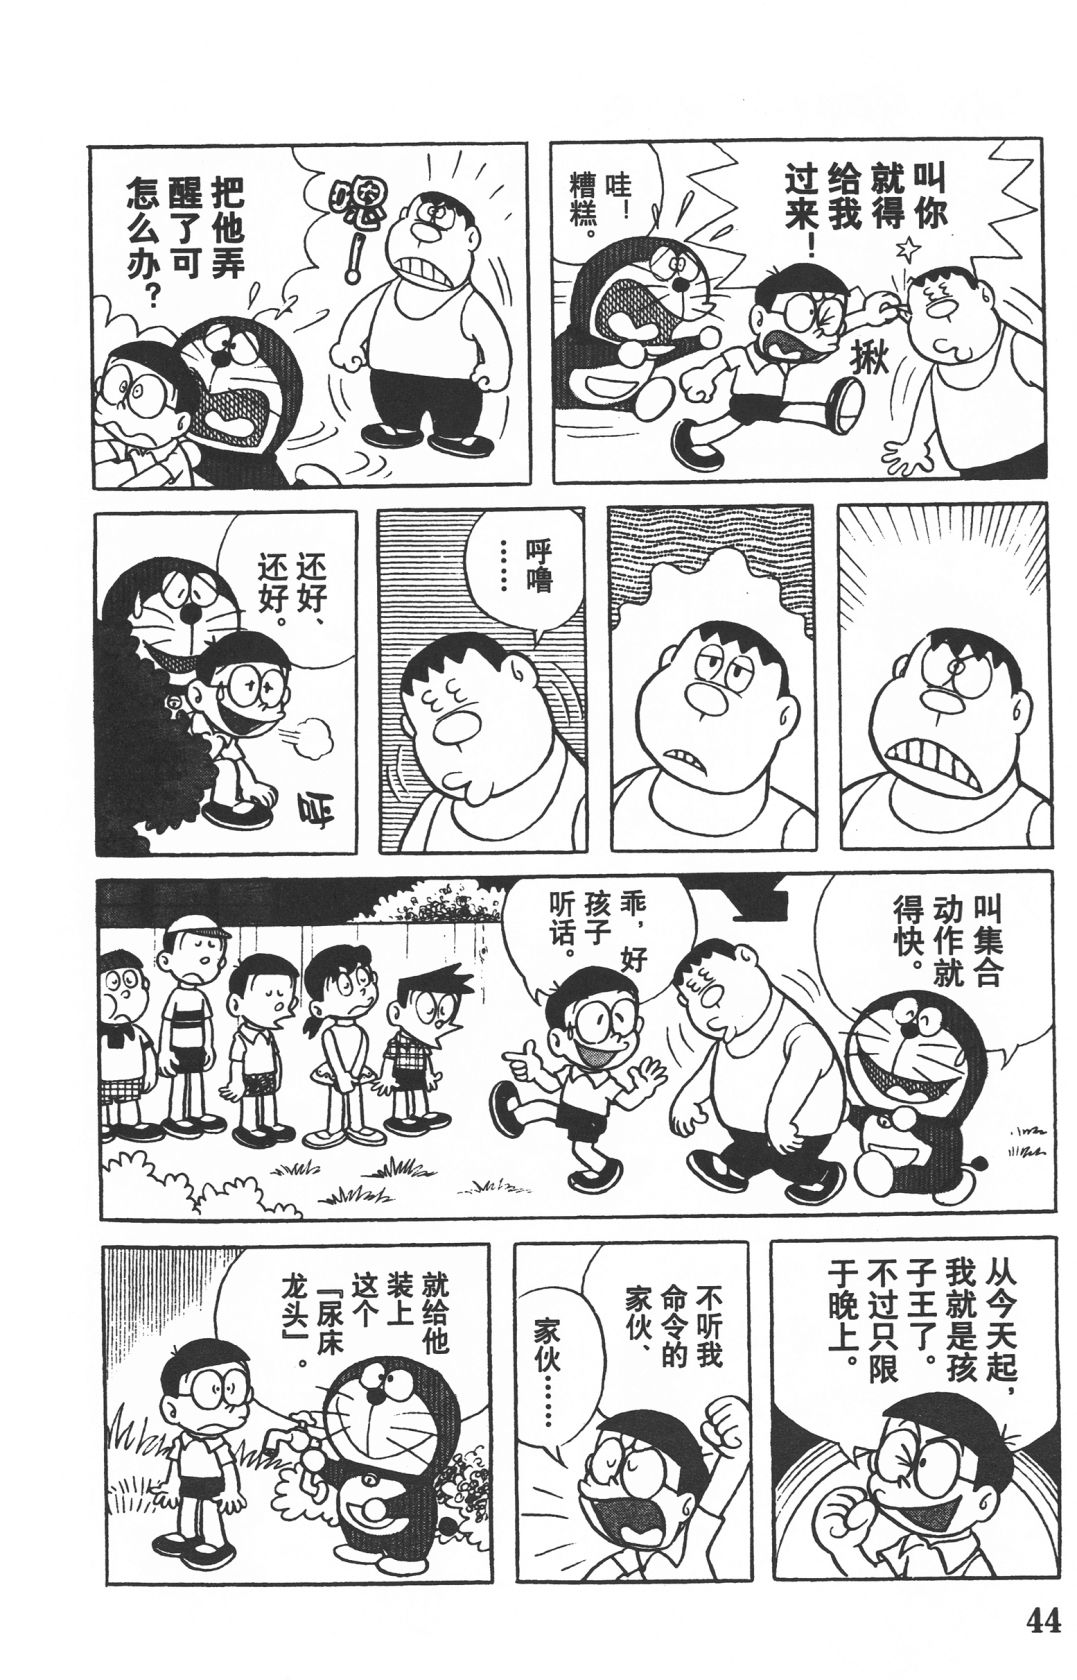 叫你
就得
给我
过来！
揪
哇！
糟糕。
嗯！
把他弄
醒了可
怎么办？
呼噜
……
还好、
还好。
叫集合
动作就
得快。
乖，好
孩子
听话。
从今天起，
我就是孩
子王了。
不过只限
于晚上。
不听我
命令的
家伙、
家伙……
就给他
装上
这个
『尿床
龙头』。
44